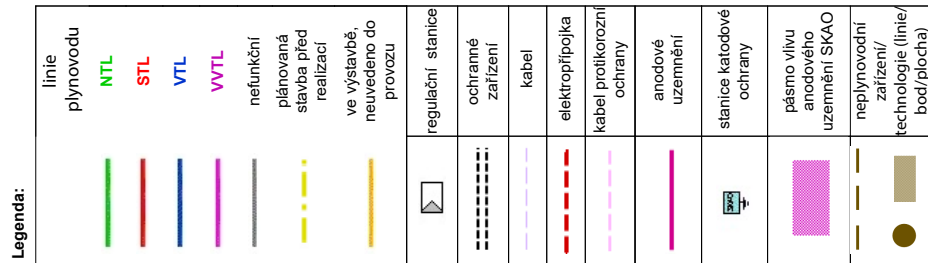 Legenda:
linie
plynovodu
NTL
STL
VTL
VVTL
nefunkční
plánovaná
stavba před
realizací
ve výstavbě,
neuvedeno do
provozu
regulační stanice
ochranné
zařízení
kabel
elektropřípojka
kabel protikorozní
ochrany
anodové
uzemnění
stanice katodové
ochrany
pásmo vlivu
anodového
uzemnění SKAO
neplynovodní
zařízení/
technologie (linie/
bod/plocha)